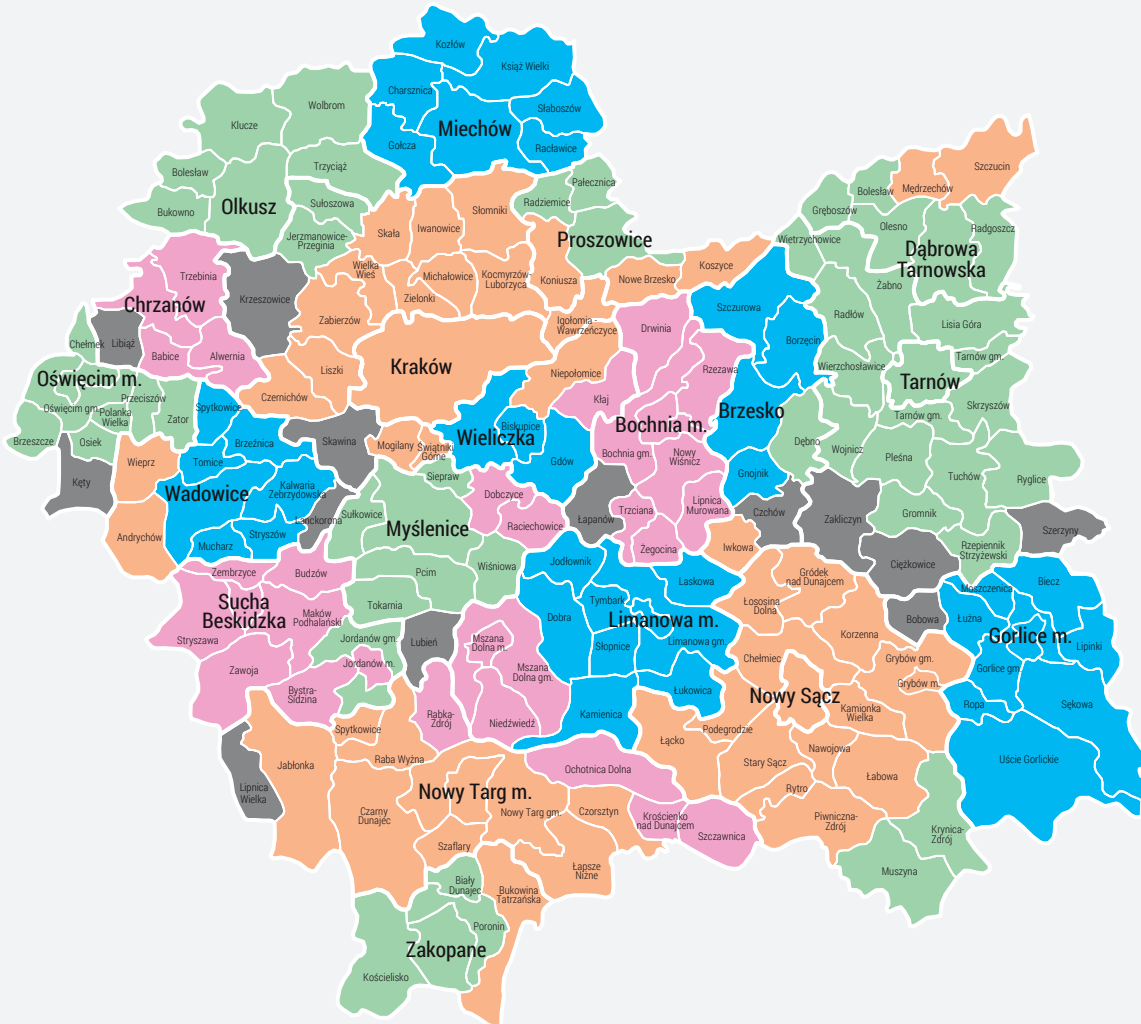 Kozłów
Książ Wielki
Charsznica
Słaboszów
Miechów
Gołcza
Racławice
Wolbrom
Klucze
Trzyciąż
Bolesław
Sułoszowa
Bukowno
Olkusz
Jerzmanowice-
Przeginia
Pałecznica
Radziemice
Proszowice
Słomniki
Skała
Iwanowice
Wielka
Wieś
Michałowice
Kocmyrzów-
Luborzyca
Koniusza
Nowe Brzesko
Koszyce
Zielonki
Zabierzów
Igołomia -
Wawrzeńczyce
Szczucin
Mędrzechów
Bolesław
Gręboszów
Olesno
Radgoszcz
Wietrzychowice
Dąbrowa
Tarnowska
Żabno
Radłów
Lisia Góra
Tarnów gm.
Wierzchosławice
Tarnów
Skrzyszów
Tarnów gm.
Trzebinia
Krzeszowice
Chrzanów
Chełmek
Libiąż
Babice
Alwernia
Liszki
Kraków
Niepołomice
Czernichów
Drwinia
Rzezawa
Szczurowa
Borzęcin
Kłaj
Brzesko
Bochnia m.
Bochnia gm.
Nowy
Wiśnicz
Gnojnik
Dębno
Wojnicz
Pleśna
Tuchów
Ryglice
Oświęcim m.
Oświęcim gm.
Przeciszów
Polanka
Wielka
Zator
Spytkowice
Brzeszcze
Osiek
Kęty
Wieprz
Brzeźnica
Tomice
Wadowice
Kalwaria
Zebrzydowska
Lanckorona
Stryszów
Mucharz
Andrychów
Skawina
Mogilany
Świątniki
Górne
Wieliczka
Biskupice
Gdów
Siepraw
Dobczyce
Raciechowice
Łapanów
Trzciana
Lipnica
Murowana
Żegocina
Czchów
Zakliczyn
Gromnik
Szerzyny
Rzepiennik
Strzyżewski
Ciężkowice
Iwkowa
Sułkowice
Myślenice
Wiśniowa
Pcim
Tokarnia
Lubień
Zembrzyce
Budzów
Sucha
Beskidzka
Maków
Podhalański
Stryszawa
Zawoja
Jordanów gm.
Jordanów m.
Bystra-
Sidzina
Jodłownik
Laskowa
Tymbark
Dobra
Limanowa m.
Słopnice
Limanowa gm.
Łukowica
Kamienica
Mszana
Dolna m.
Mszana
Dolna gm.
Niedźwiedź
Rabka-
Zdrój
Gródek
nad Dunajcem
Łososina
Dolna
Korzenna
Chełmiec
Grybów gm.
Grybów m.
Nowy Sącz
Kamionka
Wielka
Podegrodzie
Łącko
Stary Sącz
Nawojowa
Łabowa
Rytro
Piwniczna-
Zdrój
Krynica-
Zdrój
Muszyna
Bobowa
Moszczenica
Biecz
Łużna
Gorlice m.
Lipinki
Gorlice gm.
Ropa
Sękowa
Uście Gorlickie
Lipnica
Wielka
Jabłonka
Spytkowice
Raba Wyżna
Czarny
Dunajec
Nowy Targ m.
Nowy Targ gm.
Szaflary
Ochotnica Dolna
Czorsztyn
Krościenko
nad Dunajcem
Szczawnica
Łapsze
Niżne
Bukowina
Tatrzańska
Biały
Dunajec
Poronin
Zakopane
Kościelisko